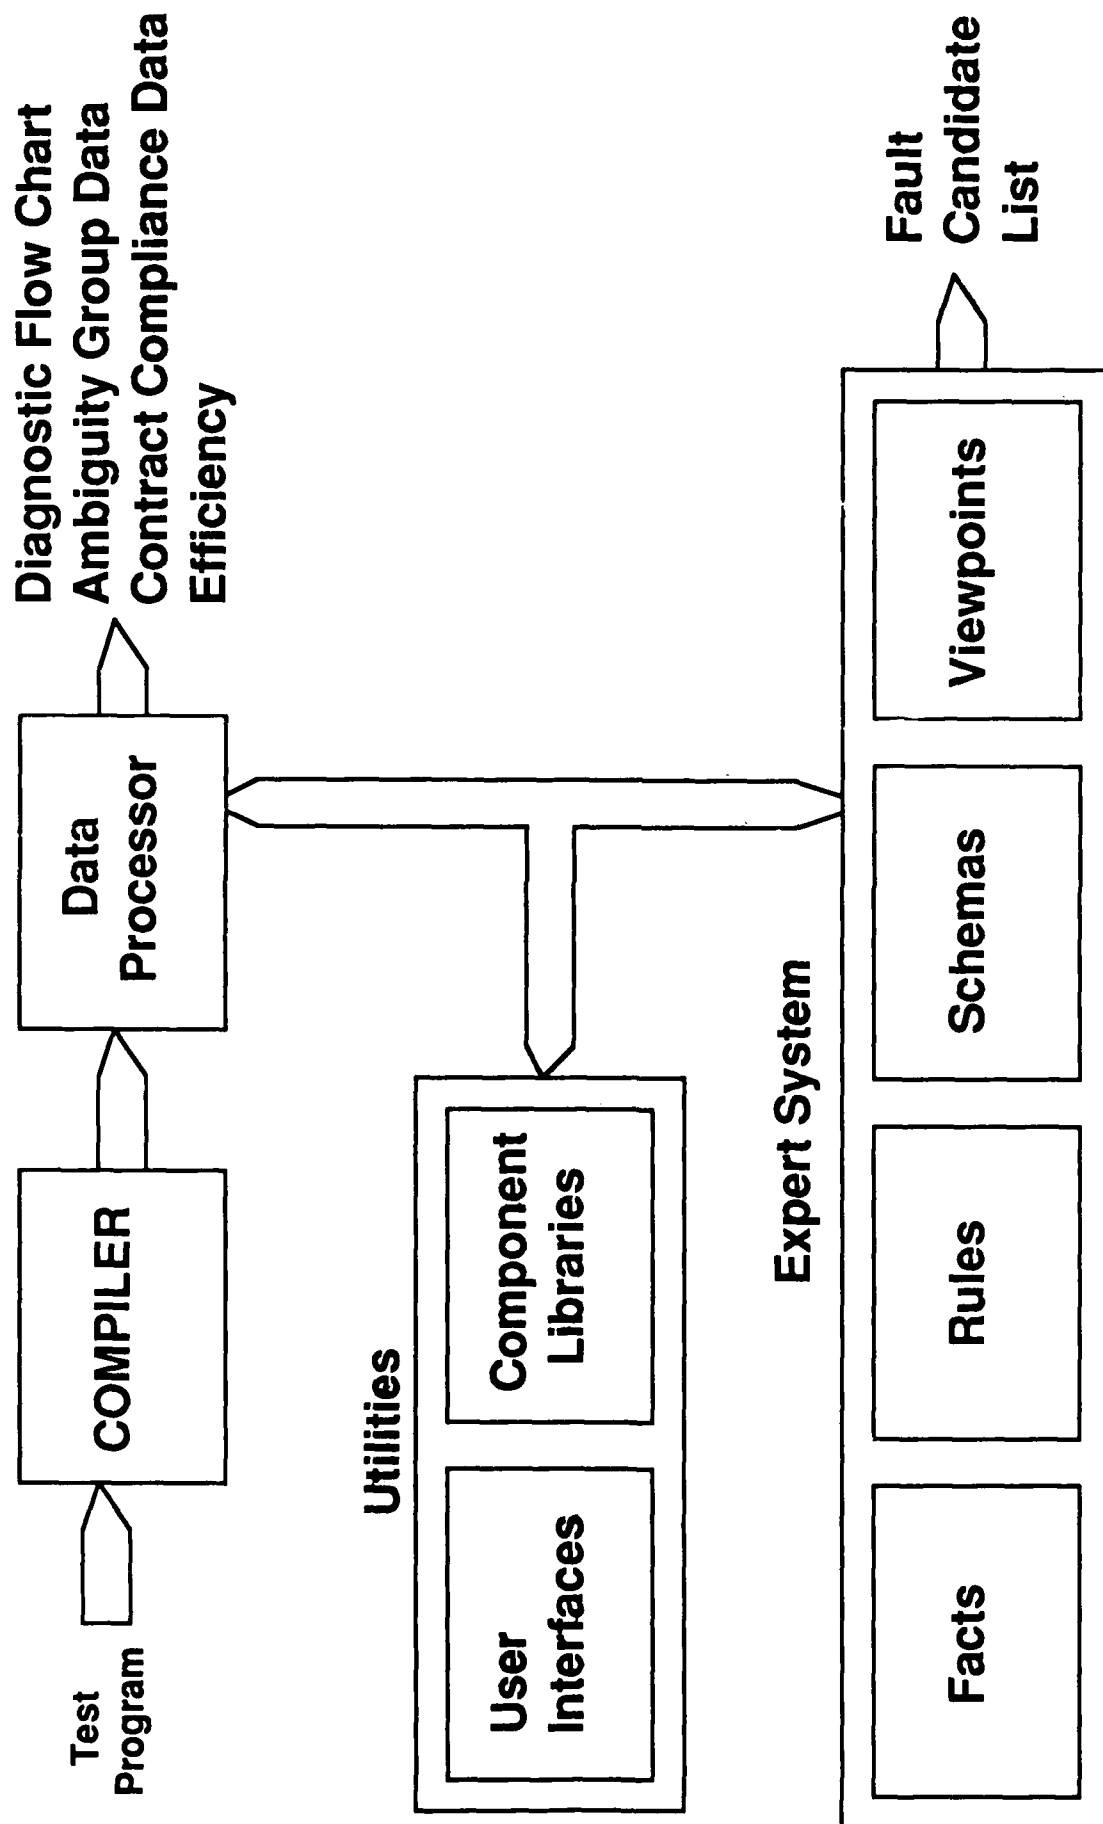 Test
Program
COMPILER
Data
Processor
Diagnostic Flow Chart
Ambiguity Group Data
Contract Compliance Data
Efficiency
Utilities
User
Interfaces
Component
Libraries
Expert System
Facts
Rules
Schemas
Viewpoints
Fault
Candidate
List